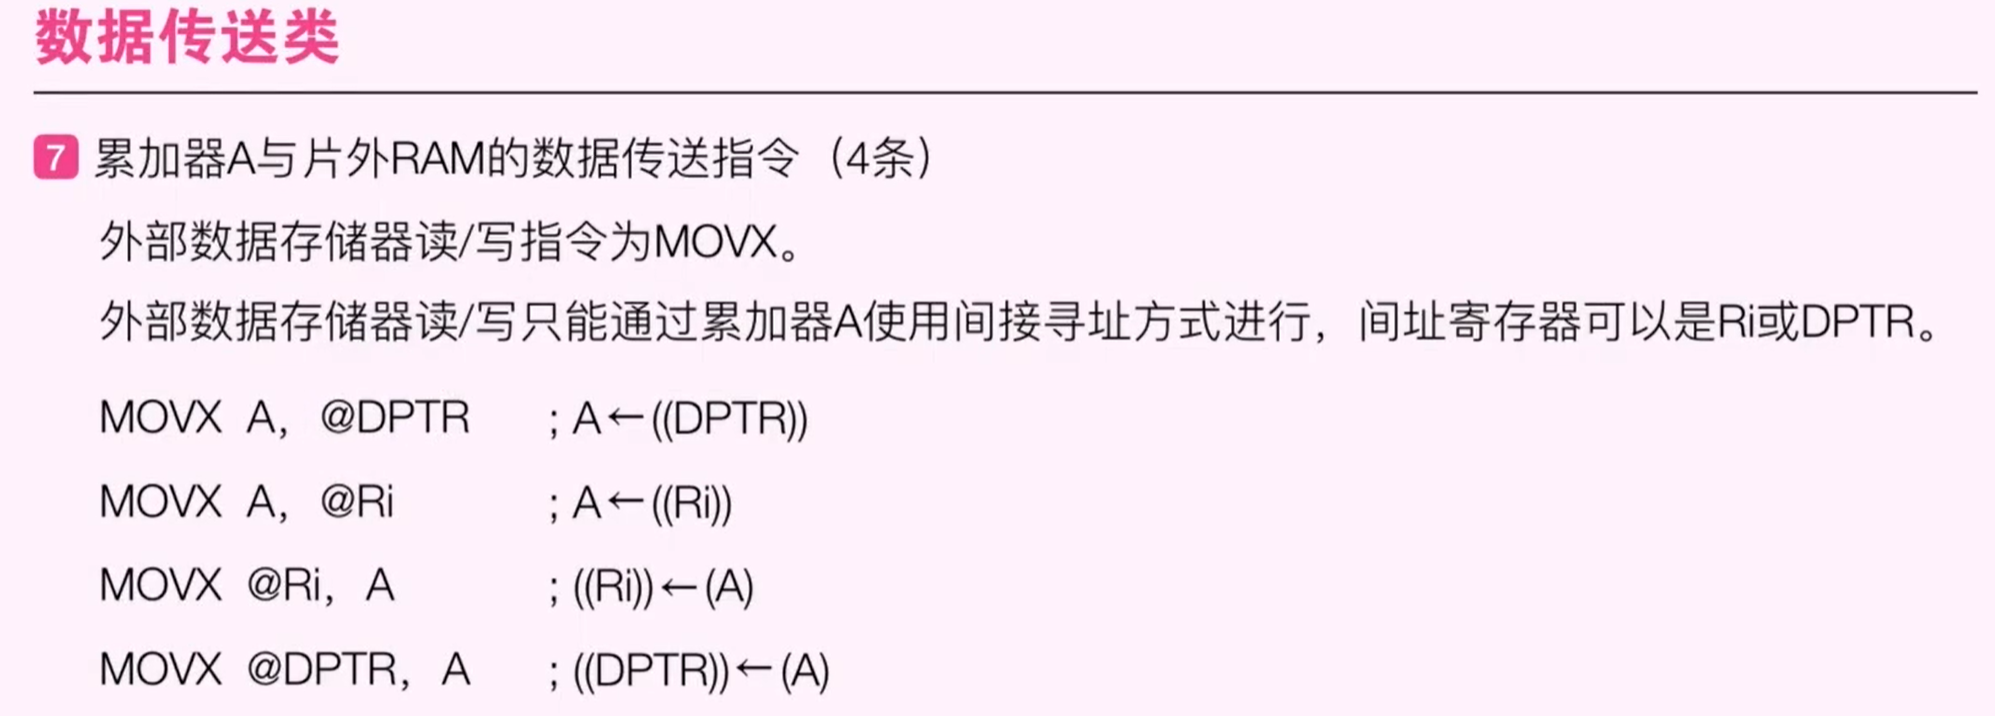 数据传送类
7 累加器A与片外RAM的数据传送指令（4条）
外部数据存储器读/写指令为MOVX。
外部数据存储器读/写只能通过累加器A使用间接寻址方式进行，间址寄存器可以是Ri或DPTR。
MOVX A，@DPTR ；A←((DPTR))
MOVX A，@Ri ；A←((Ri))
MOVX @Ri，A ；((Ri))←(A)
MOVX @DPTR，A ；((DPTR))←(A)